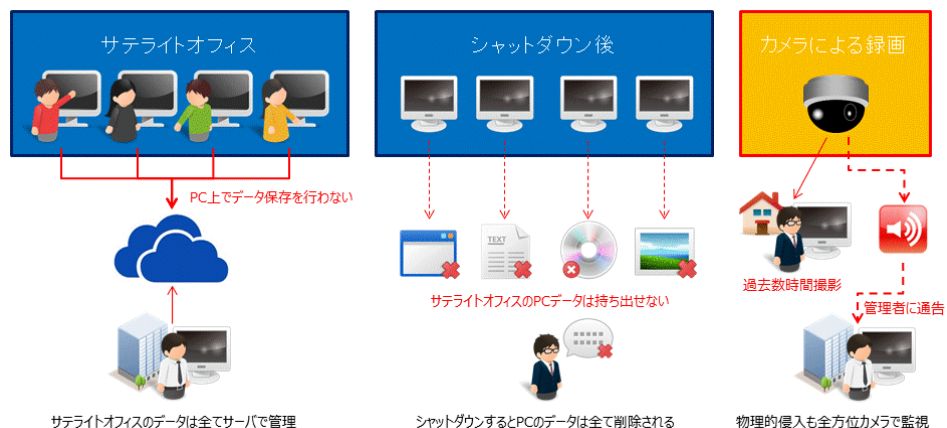 サテライトオフィス
PC上でデータ保存を行わない
サテライトオフィスのデータは全てサーバで管理
シャットダウン後
TEXT
サテライトオフィスのPCデータは持ち出せない
シャットダウンするとPCのデータは全て削除される
カメラによる録画
過去数時間撮影
管理者に通告
物理的侵入も全方位カメラで監視